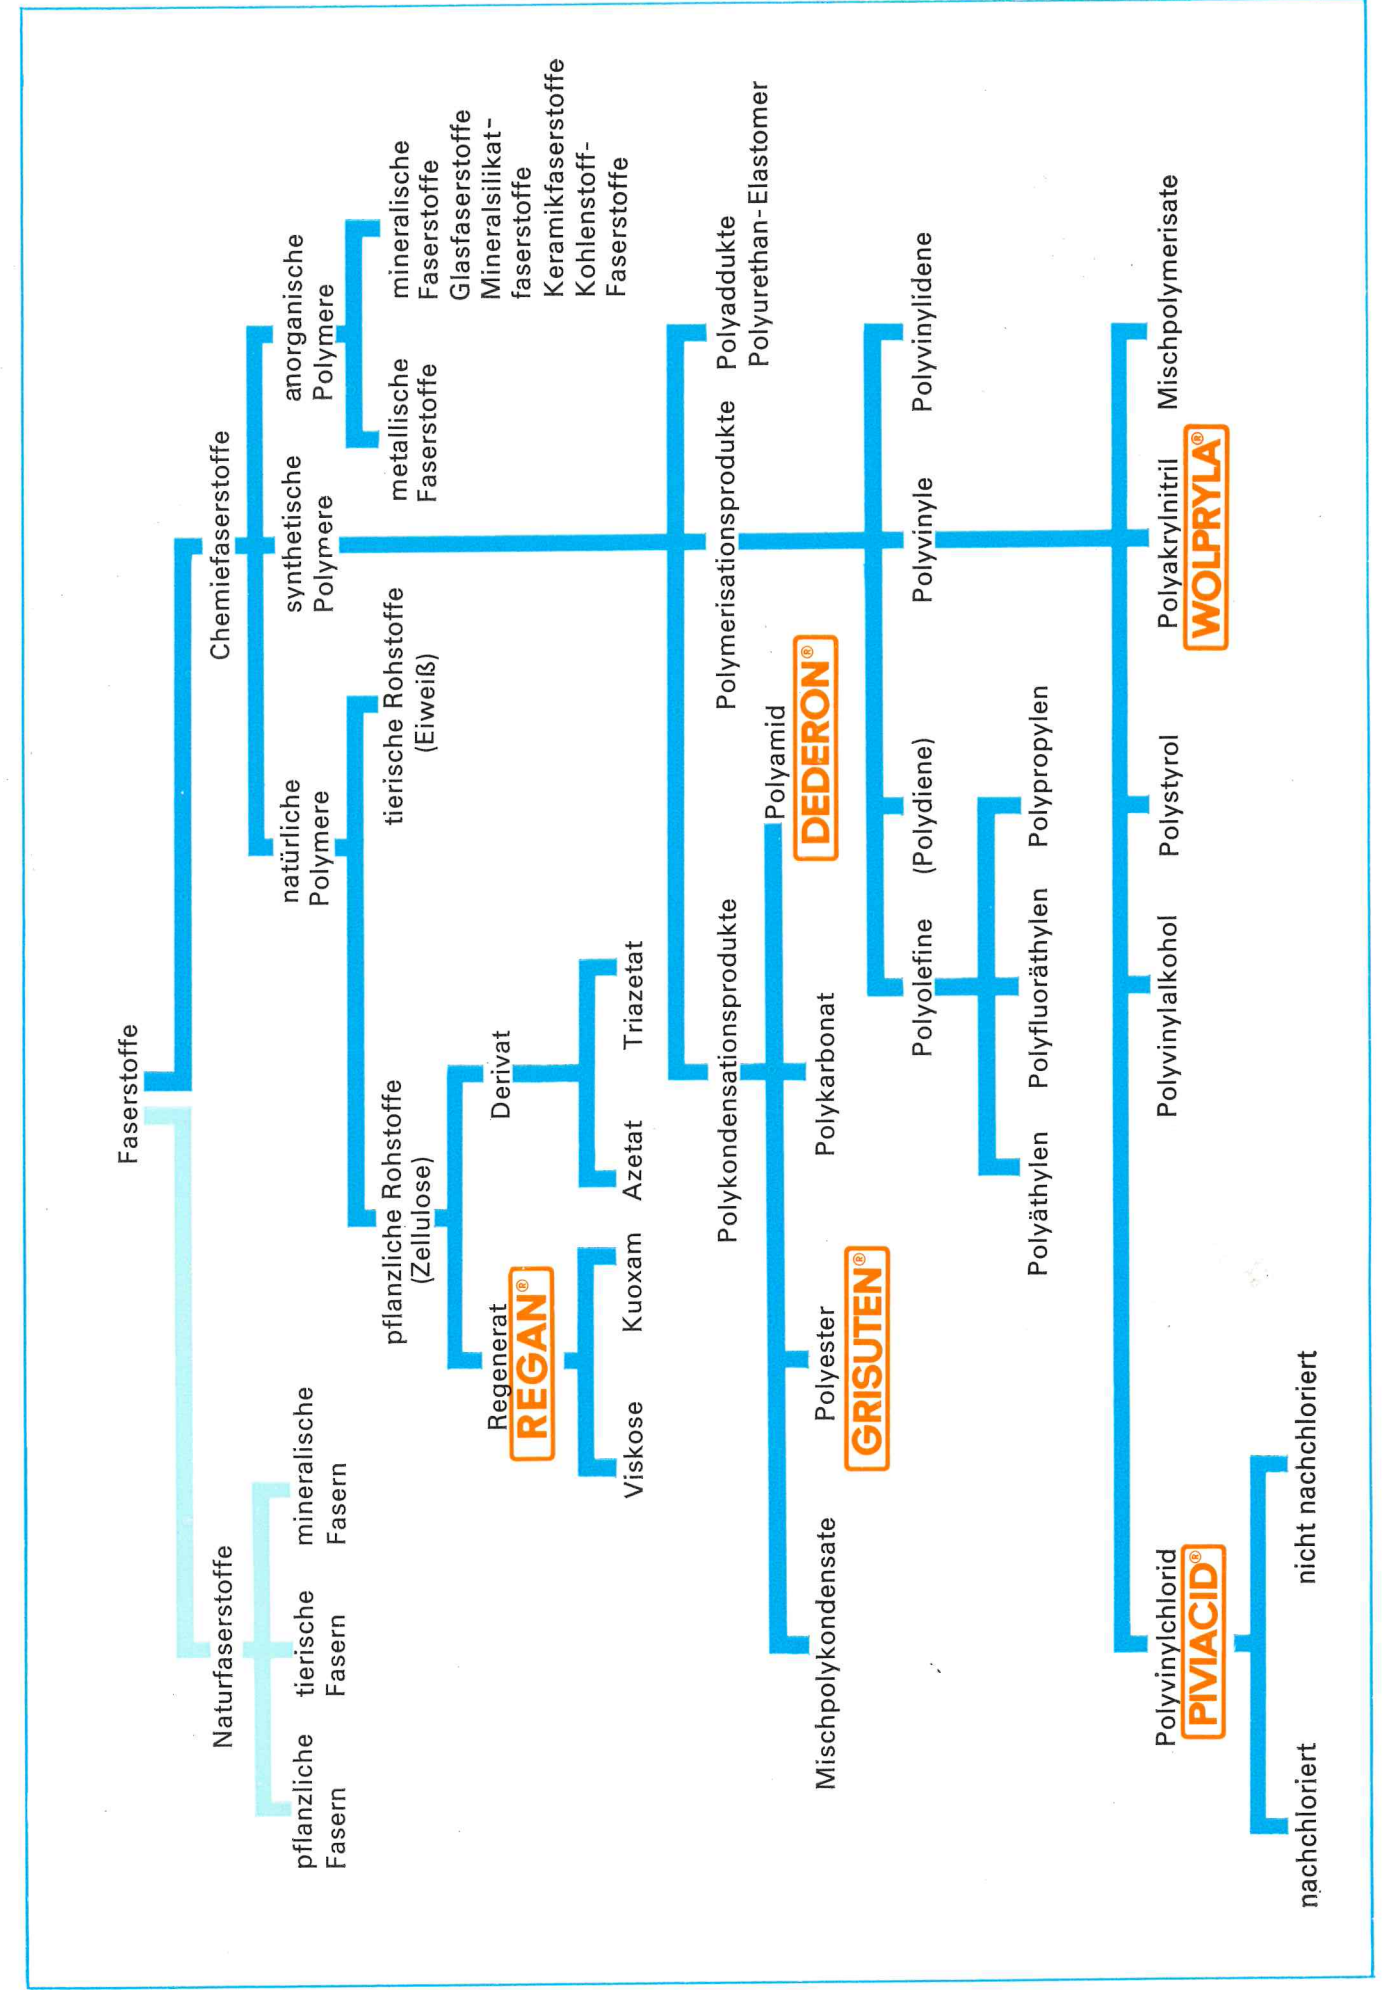 Faserstoffe
Naturfaserstoffe
Chemiefaserstoffe
pflanzliche
Fasern
tierische
Fasern
mineralische
Fasern
natürliche
Polymere
synthetische
Polymere
anorganische
Polymere
pflanzliche Rohstoffe
(Zellulose)
tierische Rohstoffe
(Eiweiß)
metallische
Faserstoffe
mineralische
Faserstoffe
Glasfaserstoffe
Mineralsilikat-
faserstoffe
Keramikfaserstoffe
Kohlenstoff-
Faserstoffe
Regenerat
REGAN®
Derivat
Viskose
Kuoxam
Azetat
Triazetat
Polykondensationsprodukte
Polymerisationsprodukte
Polyaddukte
Polyurethan-Elastomer
Mischpolykondensate
Polyester
GRISUTEN®
Polykarbonat
Polyamid
DEDERON®
Polyolefine
(Polydiene)
Polyvinyle
Polyvinylidene
Polyäthylen
Polyfluoräthylen
Polypropylen
Polyvinylchlorid
PIVIACID®
Polyvinylalkohol
Polystyrol
Polyakrylnitril
WOLPRYLA®
Mischpolymerisate
nachchloriert
nicht nachchloriert